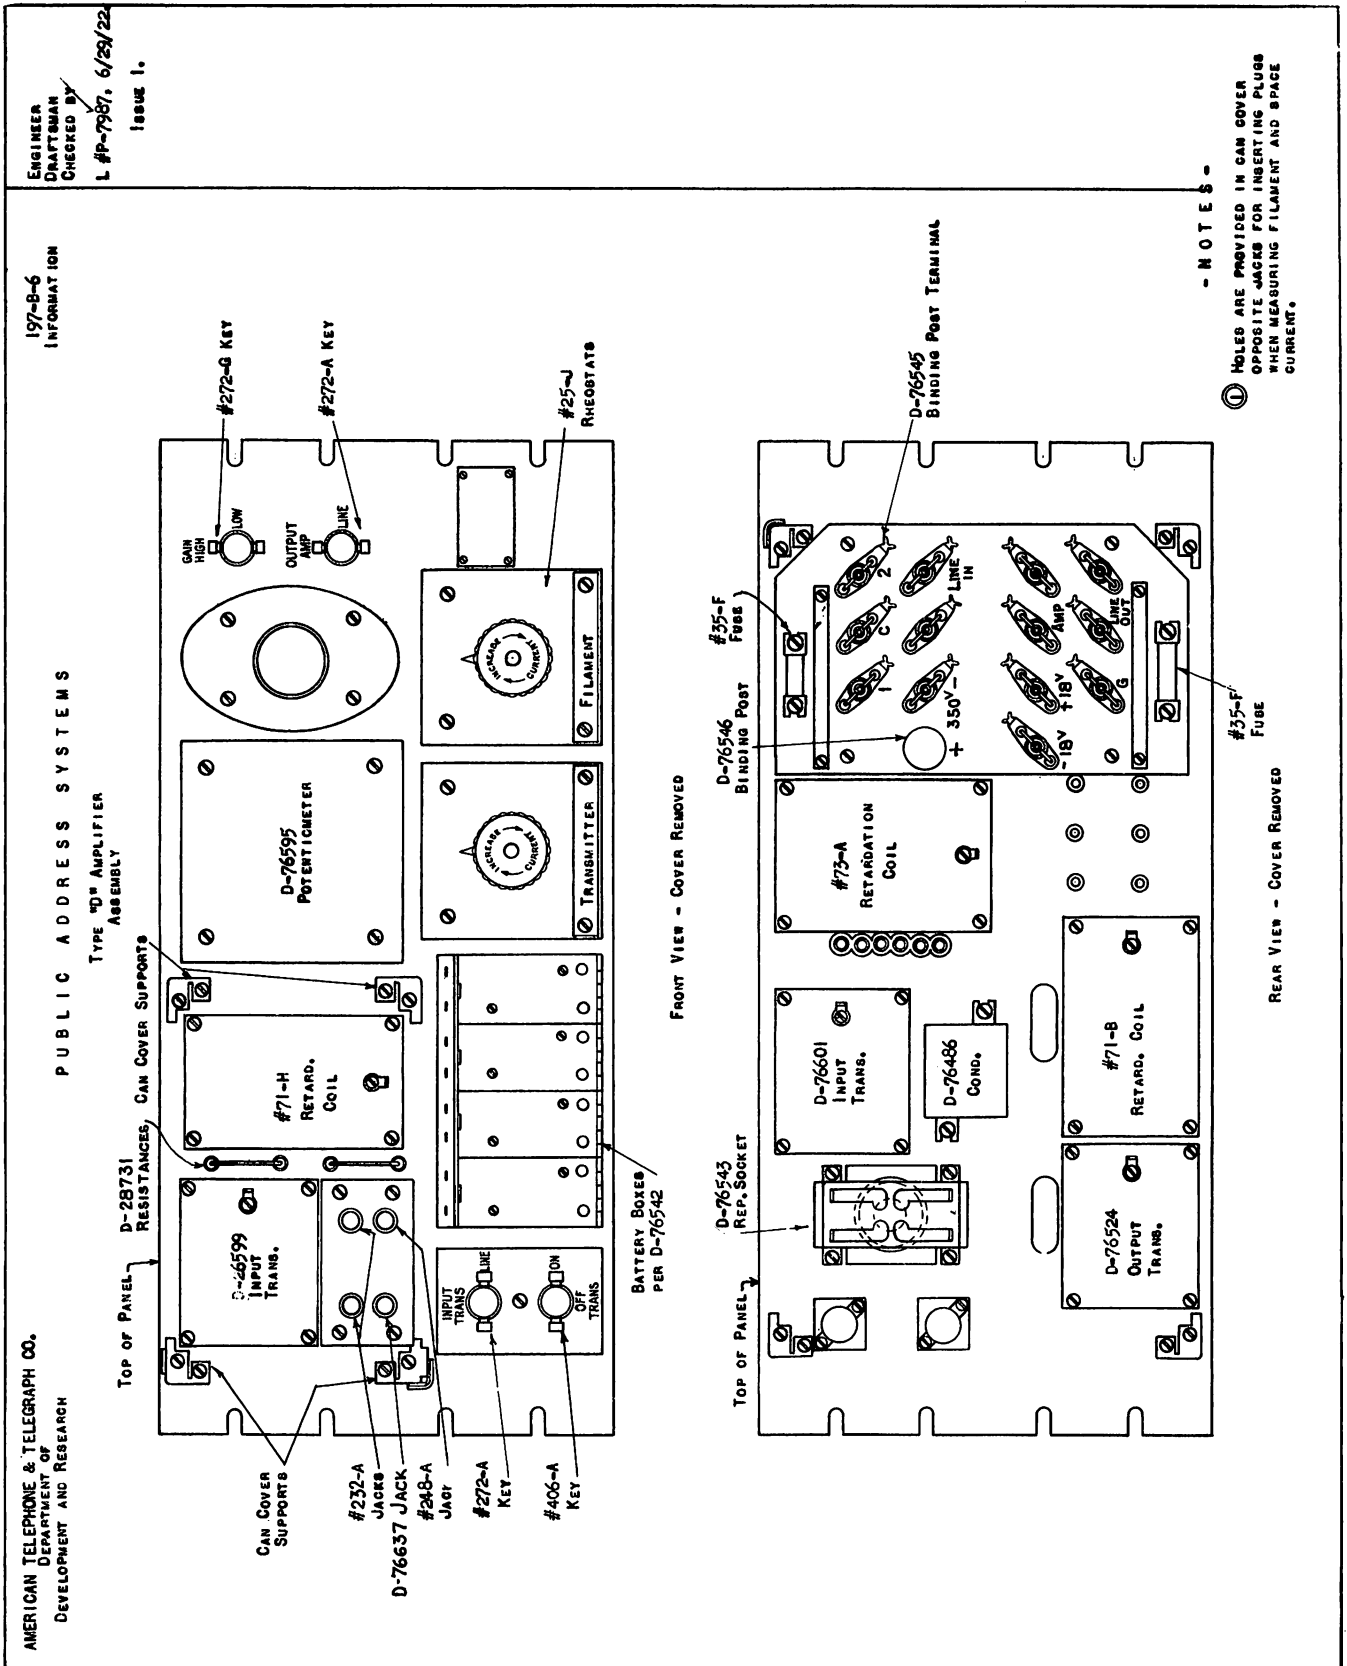 AMERICAN TELEPHONE & TELEGRAPH CO.
DEPARTMENT OF
DEVELOPMENT AND RESEARCH
PUBLIC ADDRESS SYSTEMS
TYPE "D" AMPLIFIER
ASSEMBLY
197-B-6
INFORMATION
ENGINEER
DRAFTSMAN
CHECKED BY
L #P-7987, 6/29/22
ISSUE 1.
TOP OF PANEL
D-28731
RESISTANCES
CAN COVER SUPPORTS
#272-G KEY
#272-A KEY
#25-J
RHEOSTATS
CAN COVER
SUPPORTS
#232-A
JACKS
D-76637 JACK
#248-A
JACK
#272-A
KEY
#406-A
KEY
D-26599
INPUT
TRANS.
#71-H
RETARD.
COIL
D-76595
POTENTIOMETER
GAIN
HIGH
LOW
OUTPUT
AMP
LINE
INPUT
TRANS
LINE
OFF
TRANS
ON
BATTERY BOXES
PER D-76542
INCREASE
CURRENT
TRANSMITTER
INCREASE
CURRENT
FILAMENT
FRONT VIEW - COVER REMOVED
TOP OF PANEL
D-76543
REP. SOCKET
D-76546
BINDING POST
#35-F
FUSE
D-76545
BINDING POST TERMINAL
D-76601
INPUT
TRANS.
D-76486
COND.
#73-A
RETARDATION
COIL
D-76524
OUTPUT
TRANS.
#71-B
RETARD. COIL
1
C
2
+ 350V -
LINE
IN
-18V
+18V
AMP
G
LINE
OUT
#35-F
FUSE
REAR VIEW - COVER REMOVED
- NOTES -
① HOLES ARE PROVIDED IN CAN COVER
OPPOSITE JACKS FOR INSERTING PLUGS
WHEN MEASURING FILAMENT AND SPACE
CURRENT.